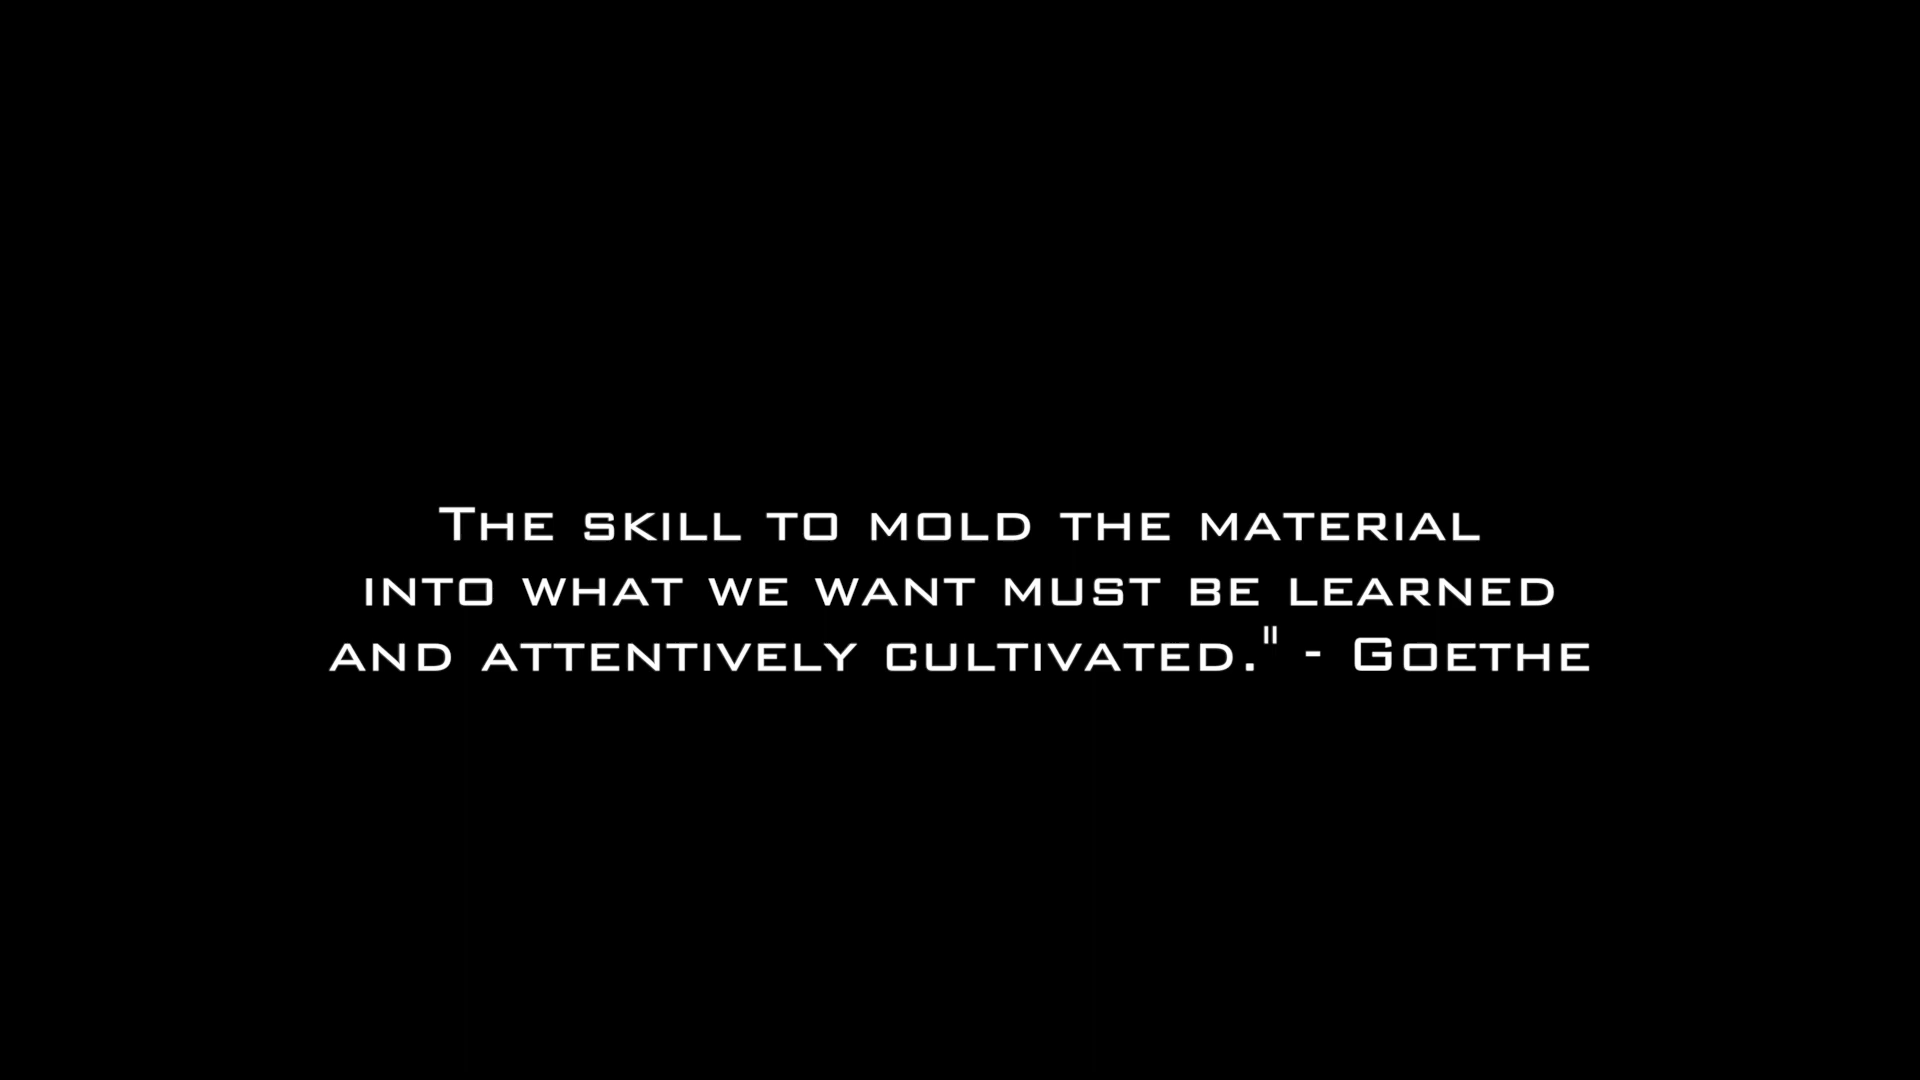 The skill to mold the material
into what we want must be learned
and attentively cultivated." - Goethe